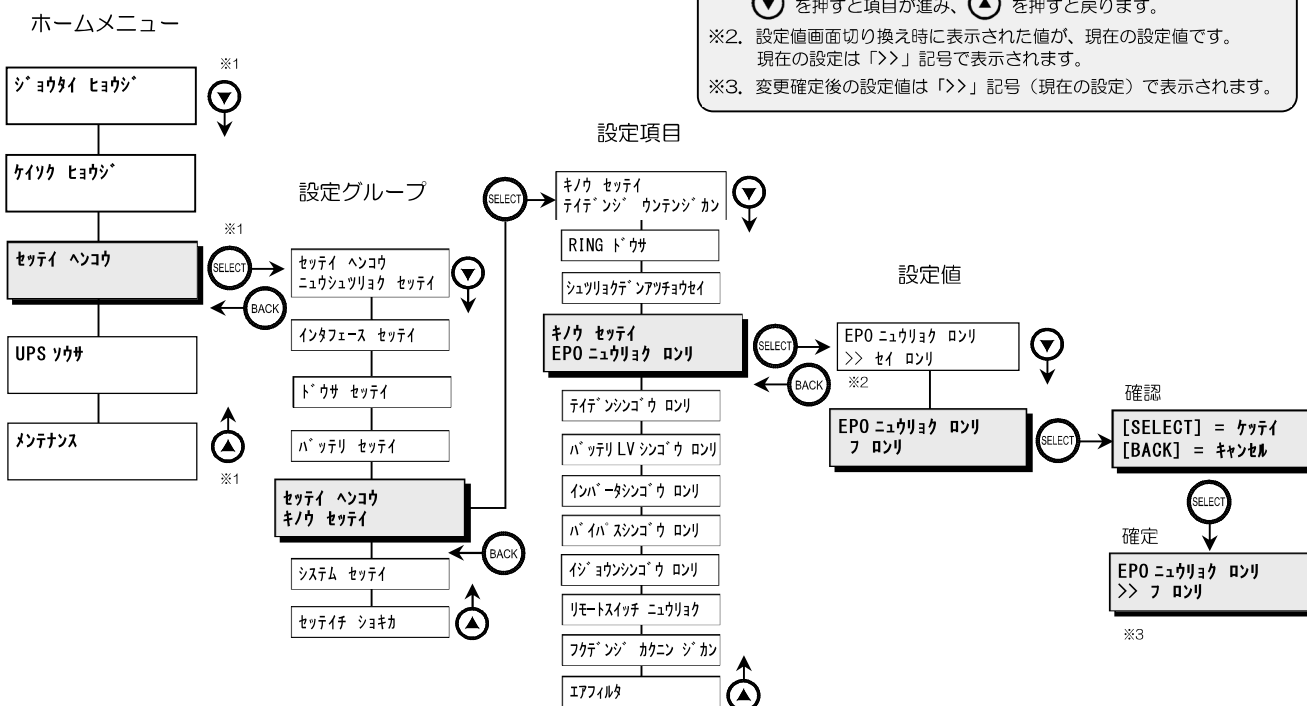 を押すと項目が進み、 を押すと戻ります。
※2. 設定値画面切り換え時に表示された値が、現在の設定値です。
現在の設定は「>>」記号で表示されます。
※3. 変更確定後の設定値は「>>」記号（現在の設定）で表示されます。
ホームメニュー
※1
ｼﾞｮｳﾀｲ ﾋｮｳｼﾞ
ｹｲｿｸ ﾋｮｳｼﾞ
ｾｯﾃｲ ﾍﾝｺｳ
UPS ｿｳｻ
ﾒﾝﾃﾅﾝｽ
※1
※1
SELECT
BACK
設定グループ
ｾｯﾃｲ ﾍﾝｺｳ
ﾆｭｳｼｭﾂﾘｮｸ ｾｯﾃｲ
ｲﾝﾀﾌｪｰｽ ｾｯﾃｲ
ﾄﾞｳｻ ｾｯﾃｲ
ﾊﾞｯﾃﾘ ｾｯﾃｲ
ｾｯﾃｲ ﾍﾝｺｳ
ｷﾉｳ ｾｯﾃｲ
ｼｽﾃﾑ ｾｯﾃｲ
ｾｯﾃｲﾁ ｼｮｷｶ
SELECT
BACK
設定項目
ｷﾉｳ ｾｯﾃｲ
ﾃｲﾃﾞﾝｼﾞ ｳﾝﾃﾝｼﾞｶﾝ
RING ﾄﾞｳｻ
ｼｭﾂﾘｮｸﾃﾞﾝｱﾂﾁｮｳｾｲ
ｷﾉｳ ｾｯﾃｲ
EPO ﾆｭｳﾘｮｸ ﾛﾝﾘ
ﾃｲﾃﾞﾝｼﾝｺﾞｳ ﾛﾝﾘ
ﾊﾞｯﾃﾘ LV ｼﾝｺﾞｳ ﾛﾝﾘ
ｲﾝﾊﾞｰﾀｼﾝｺﾞｳ ﾛﾝﾘ
ﾊﾞｲﾊﾟｽｼﾝｺﾞｳ ﾛﾝﾘ
ｲｼﾞｮｳｼﾝｺﾞｳ ﾛﾝﾘ
ﾘﾓｰﾄｽｲｯﾁ ﾆｭｳﾘｮｸ
ﾌｸﾃﾞﾝｼﾞ ｶｸﾆﾝ ｼﾞｶﾝ
ｴｱﾌｨﾙﾀ
SELECT
BACK
設定値
EPO ﾆｭｳﾘｮｸ ﾛﾝﾘ
>> ｾｲ ﾛﾝﾘ
※2
EPO ﾆｭｳﾘｮｸ ﾛﾝﾘ
ﾌ ﾛﾝﾘ
SELECT
確認
[SELECT] = ｹｯﾃｲ
[BACK] = ｷｬﾝｾﾙ
SELECT
確定
EPO ﾆｭｳﾘｮｸ ﾛﾝﾘ
>> ﾌ ﾛﾝﾘ
※3